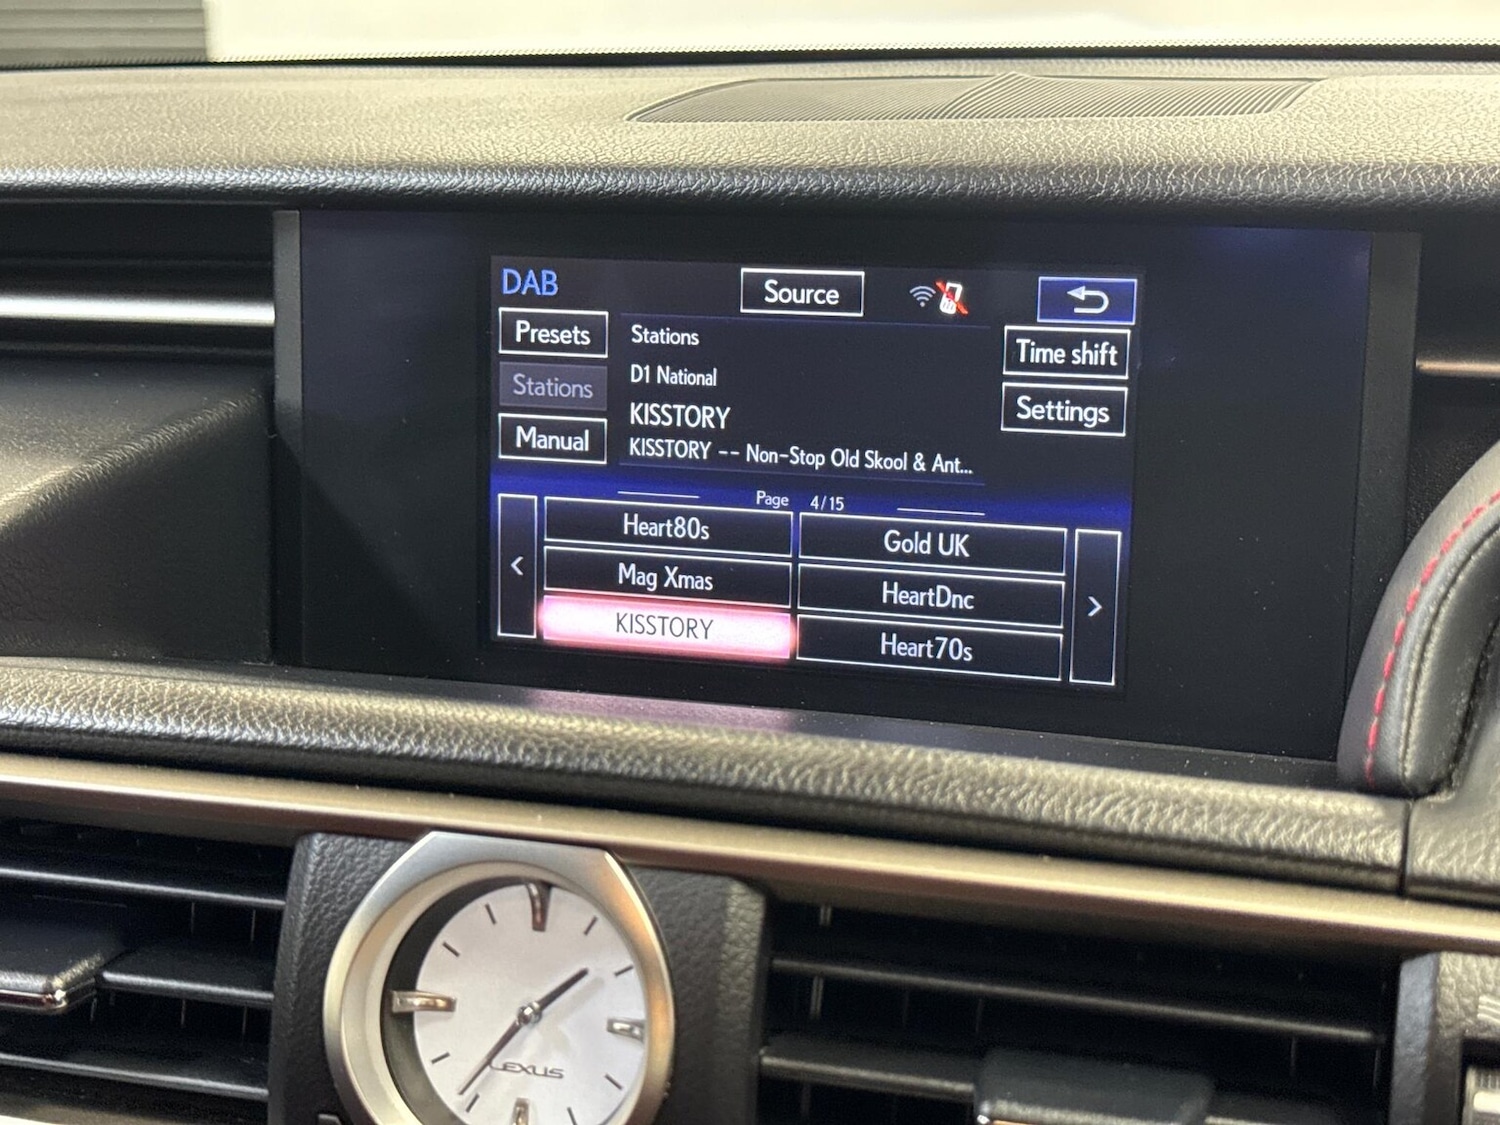 DAB
Source
Presets
Stations
Time shift
Stations
D1 National
Settings
Manual
KISSTORY
KISSTORY -- Non-Stop Old Skool & Ant...
Page 4/15
<
Heart80s
Gold UK
Mag Xmas
HeartDnc
>
KISSTORY
Heart70s
LEXUS